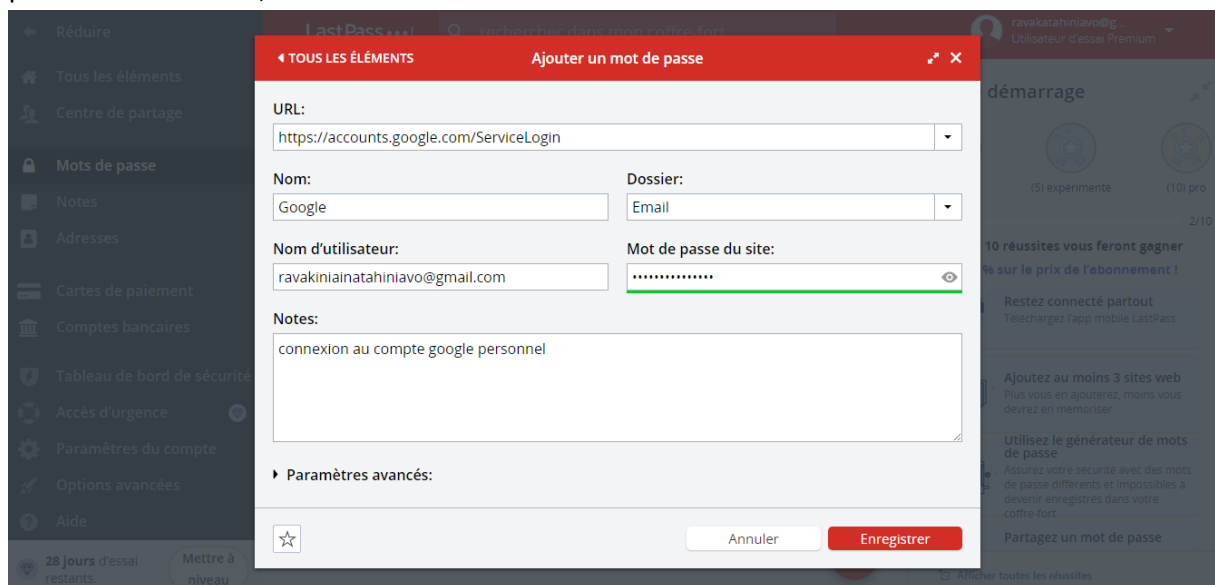 Réduire
LastPass •••|
rechercher dans mon coffre-fort
ravakatahiniavo@g...
Utilisateur d'essai Premium
Tous les éléments
Centre de partage
Mots de passe
Notes
Adresses
Cartes de paiement
Comptes bancaires
Tableau de bord de sécurité
Accès d'urgence
Paramètres du compte
Options avancées
Aide
28 jours d'essai
restants.
Mettre à
niveau
TOUS LES ÉLÉMENTS
Ajouter un mot de passe
URL:
https://accounts.google.com/ServiceLogin
Nom:
Dossier:
Google
Email
Nom d'utilisateur:
Mot de passe du site:
ravakiniainatahiniavo@gmail.com
•••••••••••••••
Notes:
connexion au compte google personnel
Paramètres avancés:
Annuler
Enregistrer
démarrage
(5) expérimenté
(10) pro
2/10
10 réussites vous feront gagner
% sur le prix de l'abonnement !
Restez connecté partout
Téléchargez l'app mobile LastPass
Ajoutez au moins 3 sites web
Plus vous en ajouterez, moins vous
devrez en mémoriser
Utilisez le générateur de mots
de passe
Assurez votre sécurité avec des mots
de passe différents et impossibles à
devenir enregistrés dans votre
coffre-fort
Partagez un mot de passe
Afficher toutes les réussites